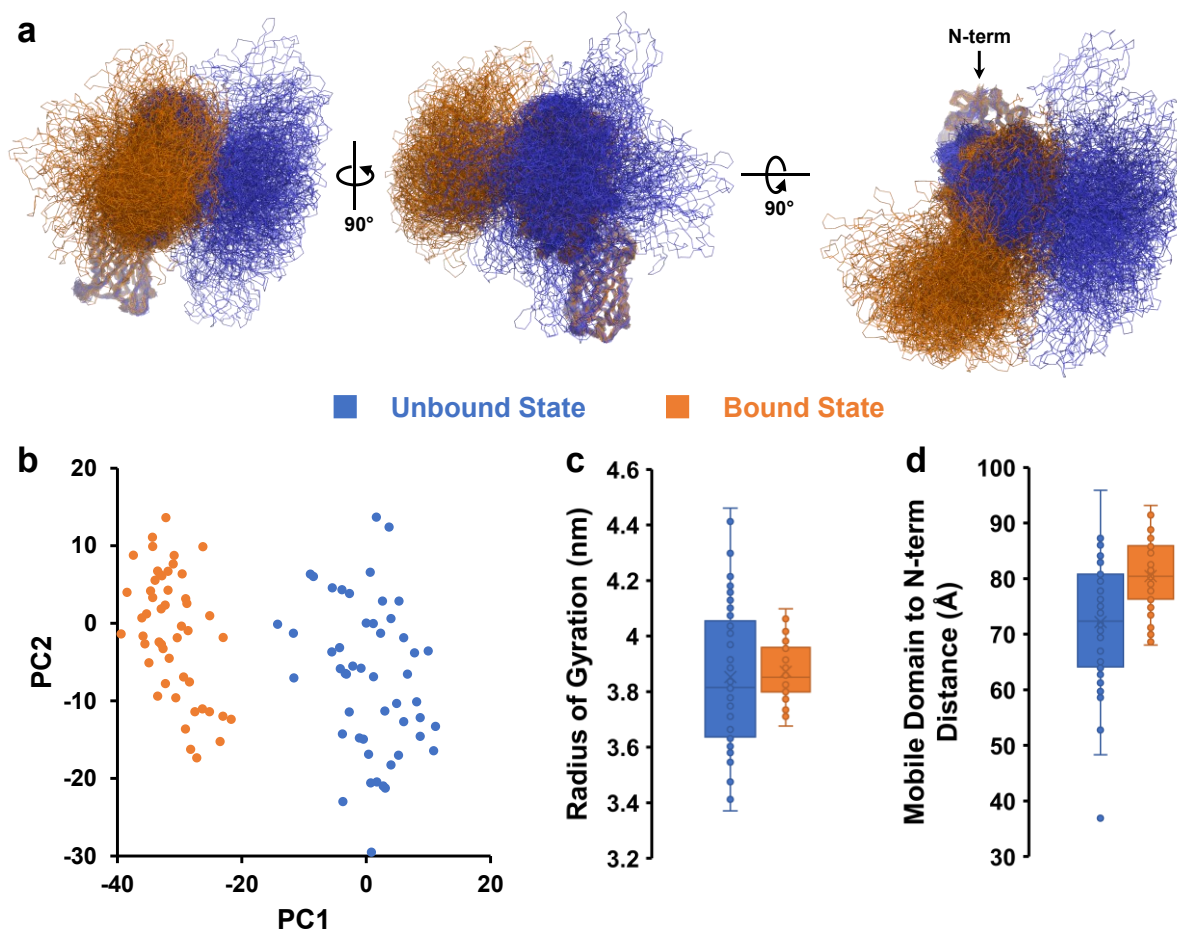 a
N-term
90°
90°
Unbound State
Bound State
b
20
10
0
-10
-20
-30
-40
-20
0
20
PC2
PC1
c
4.6
4.4
4.2
4
3.8
3.6
3.4
3.2
Radius of Gyration (nm)
d
100
90
80
70
60
50
40
30
Mobile Domain to N-term
Distance (Å)